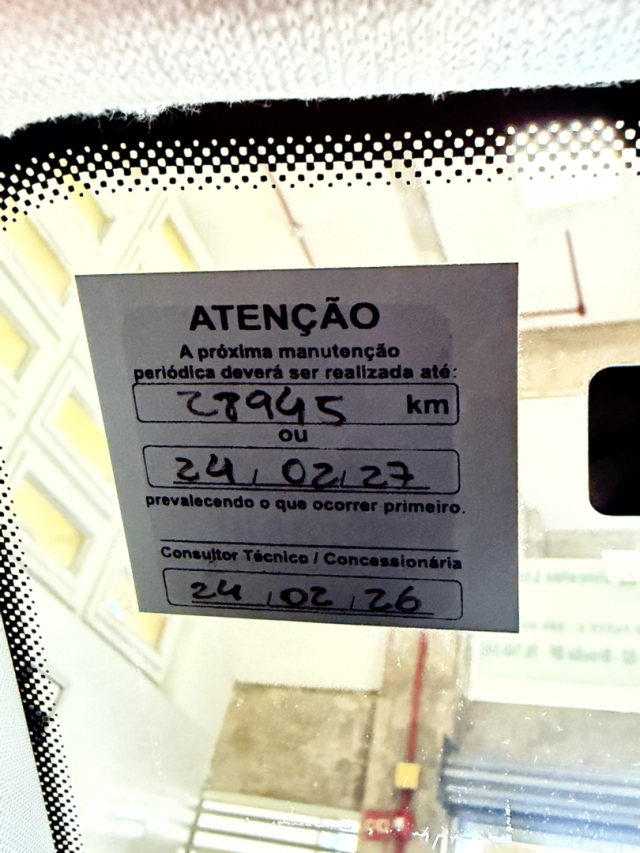 ATENÇÃO
A próxima manutenção
periódica deverá ser realizada até:
28945 km
ou
24/02/27
prevalecendo o que ocorrer primeiro.
Consultor Técnico / Concessionária
24/02/26